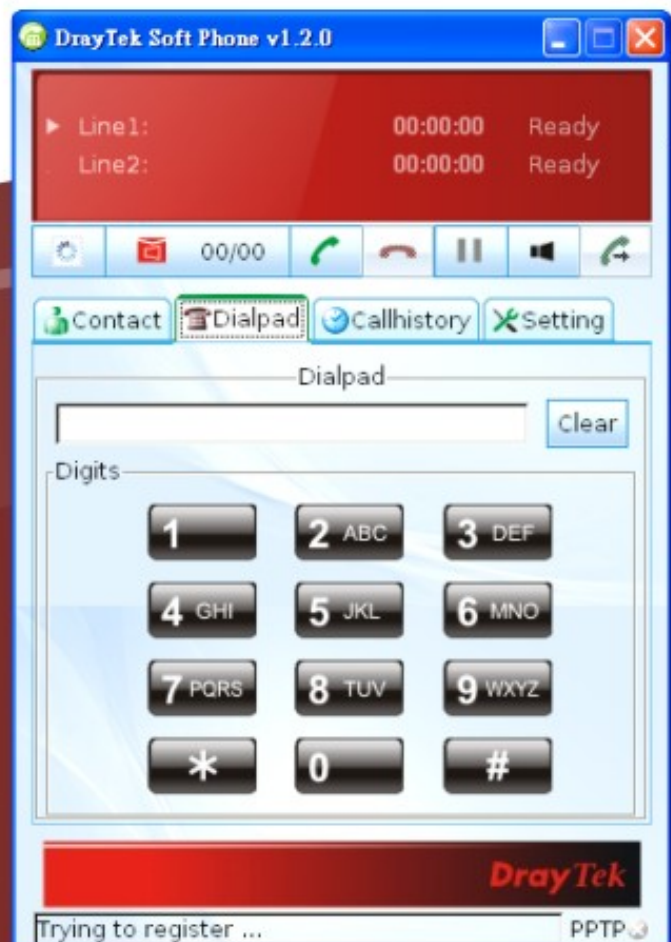 DrayTek Soft Phone v1.2.0
Line1: 00:00:00 Ready
Line2: 00:00:00 Ready
00/00
Contact Dialpad Callhistory Setting
Dialpad
Clear
Digits
1 2 ABC 3 DEF
4 GHI 5 JKL 6 MNO
7 PQRS 8 TUV 9 WXYZ
* 0 #
DrayTek
Trying to register ... PPTP